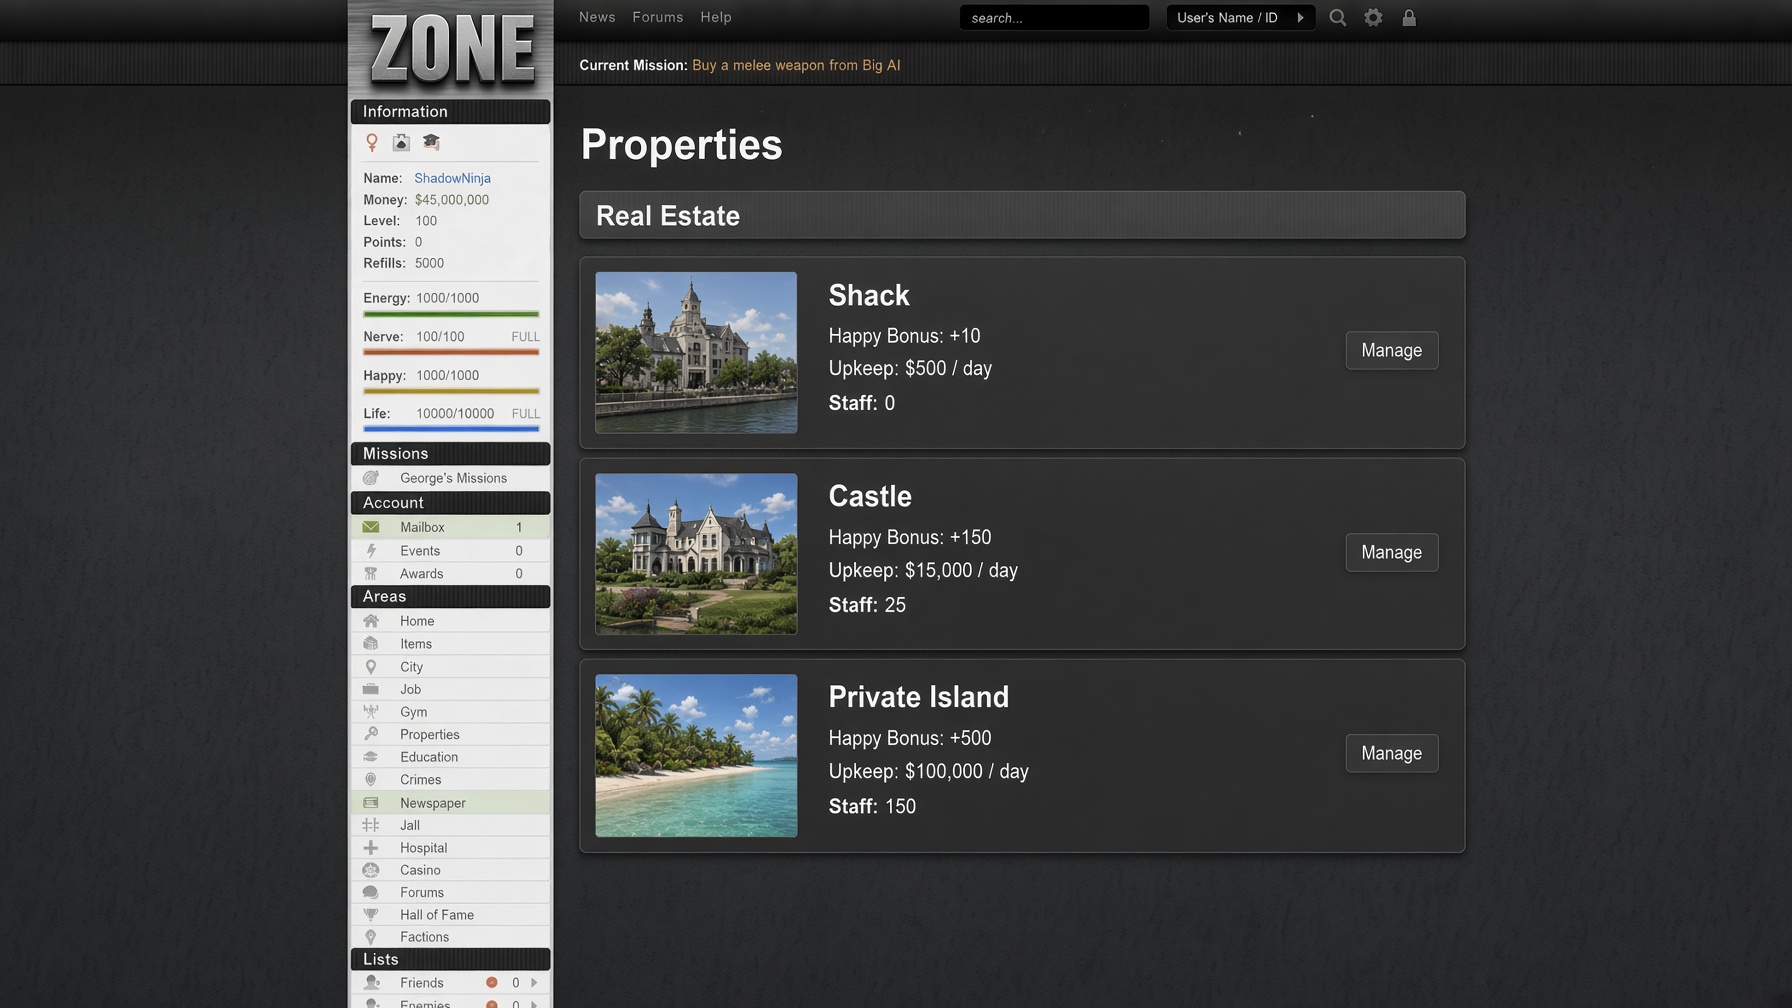 ZONE
News Forums Help
search...
User's Name / ID
Current Mission: Buy a melee weapon from Big AI
Information
Name: ShadowNinja
Money: $45,000,000
Level: 100
Points: 0
Refills: 5000
Energy: 1000/1000
Nerve: 100/100 FULL
Happy: 1000/1000
Life: 10000/10000 FULL
Missions
George's Missions
Account
Mailbox 1
Events 0
Awards 0
Areas
Home
Items
City
Job
Gym
Properties
Education
Crimes
Newspaper
Jall
Hospital
Casino
Forums
Hall of Fame
Factions
Lists
Friends 0
Enemies 0
Properties
Real Estate
Shack
Happy Bonus: +10
Upkeep: $500 / day
Staff: 0
Manage
Castle
Happy Bonus: +150
Upkeep: $15,000 / day
Staff: 25
Manage
Private Island
Happy Bonus: +500
Upkeep: $100,000 / day
Staff: 150
Manage